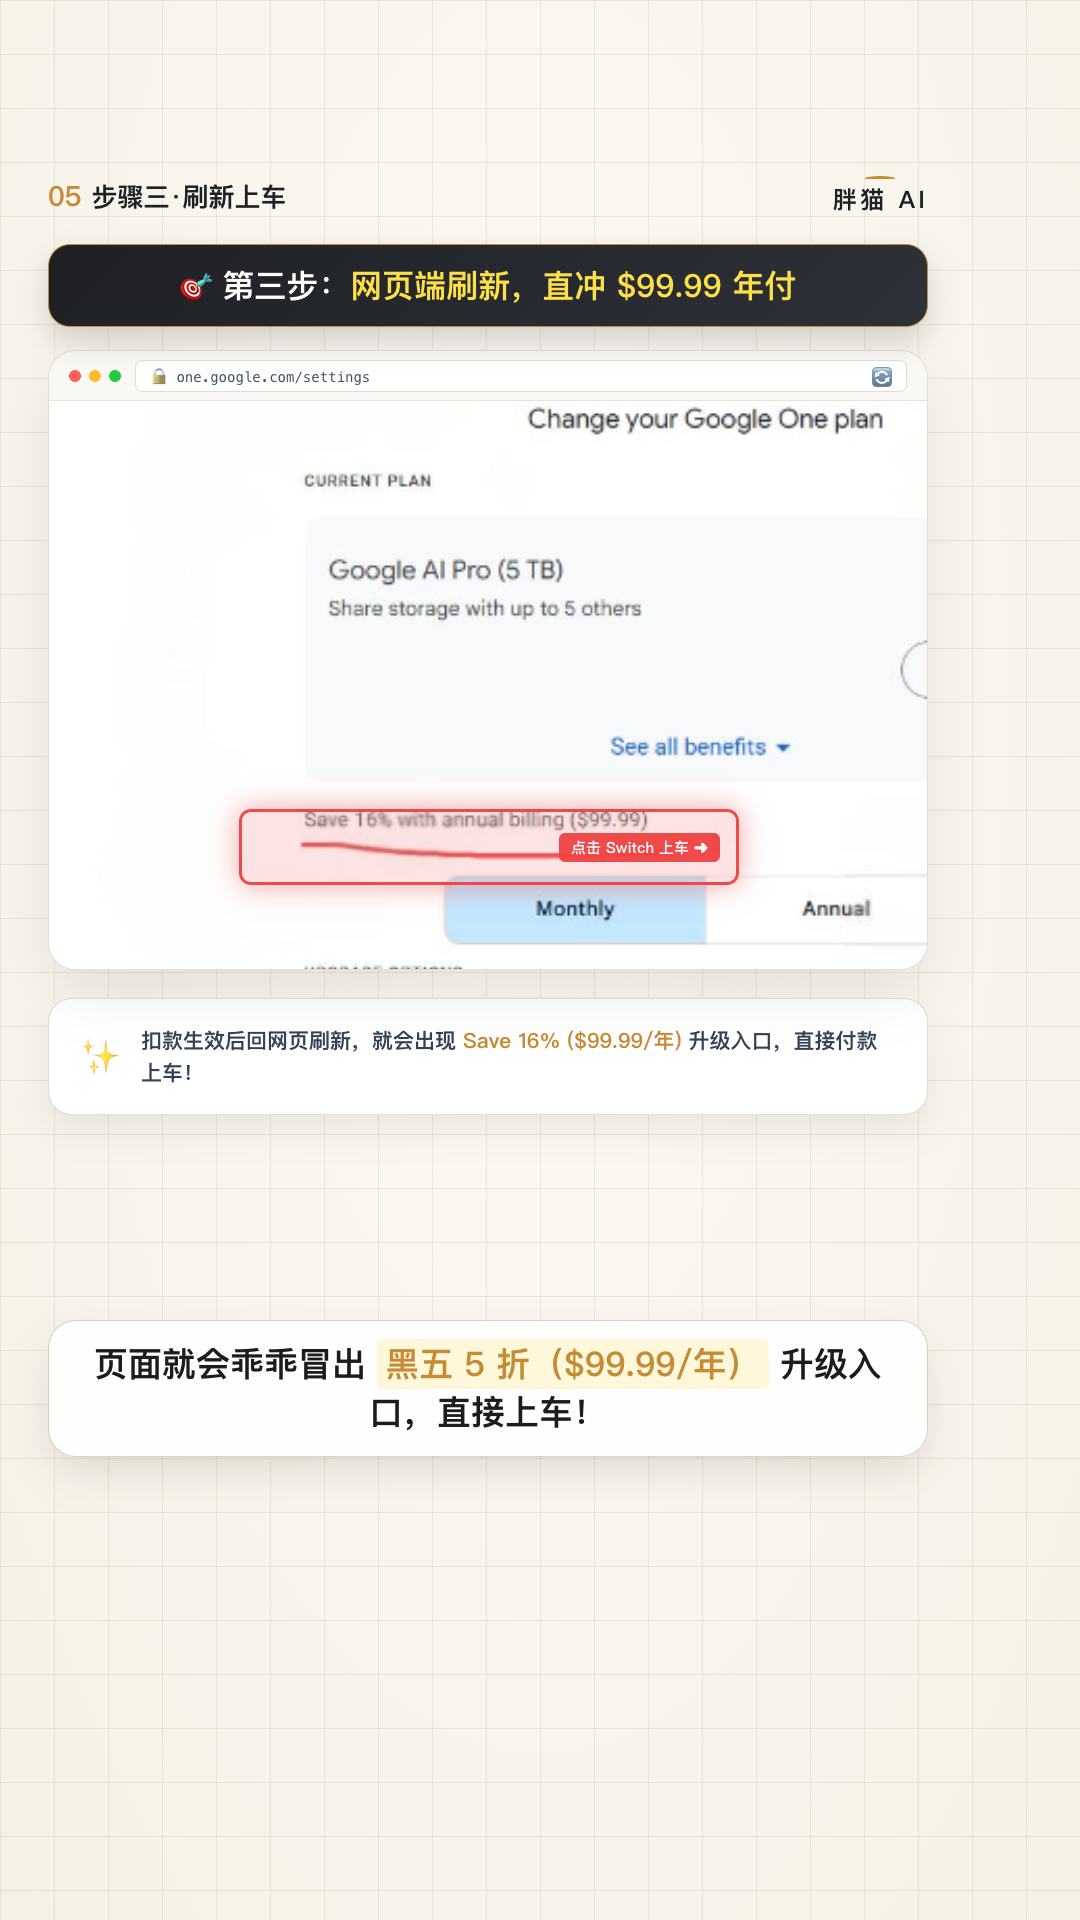 05 步骤三·刷新上车
胖猫 AI
第三步：网页端刷新，直冲 $99.99 年付
one.google.com/settings
Change your Google One plan
CURRENT PLAN
Google AI Pro (5 TB)
Share storage with up to 5 others
See all benefits
Save 16% with annual billing ($99.99)
点击 Switch 上车 ➜
Monthly
Annual
扣款生效后回网页刷新，就会出现 Save 16% ($99.99/年) 升级入口，直接付款
上车！
页面就会乖乖冒出 黑五 5 折（$99.99/年） 升级入
口，直接上车！